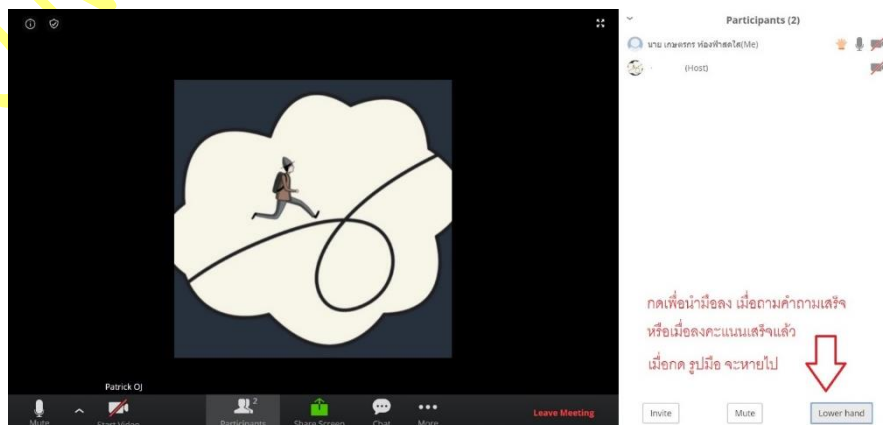 Participants (2)
นาย เกษตรกร ท้องฟ้าสดใส(Me)
(Host)
กดเพื่อนำมือลง เมื่อถามคำถามเสร็จ
หรือเมื่อลงคะแนนเสร็จแล้ว
เมื่อกด รูปมือ จะหายไป
Patrick OJ
Mute
Start Video
2
Participants
Share Screen
Chat
More
Leave Meeting
Invite
Mute
Lower hand